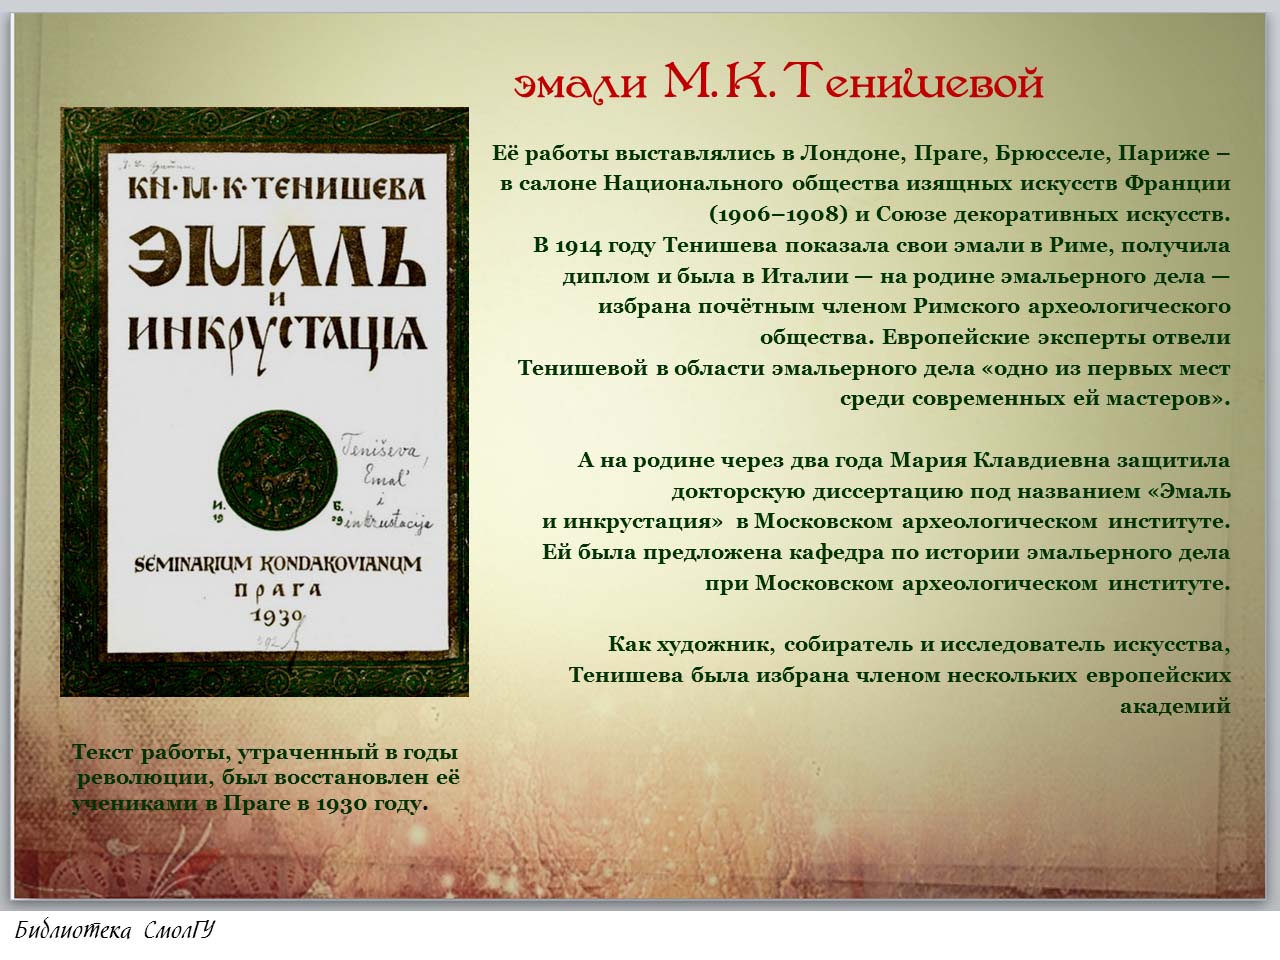 эмали М.К.Тенишевой
КН·М·К·ТЕНИШЕВА
ЭМАЛЬ
И
ИНКРУСТАЦІЯ
Teniševa,
Emal'
i
inkrustacije
И. Б.
19 29
SEMINARIUM KONDAKOVIANUM
ПРАГА
1930
Её работы выставлялись в Лондоне, Праге, Брюсселе, Париже –
в салоне Национального общества изящных искусств Франции
(1906–1908) и Союзе декоративных искусств.
В 1914 году Тенишева показала свои эмали в Риме, получила
диплом и была в Италии — на родине эмальерного дела —
избрана почётным членом Римского археологического
общества. Европейские эксперты отвели
Тенишевой в области эмальерного дела «одно из первых мест
среди современных ей мастеров».
А на родине через два года Мария Клавдиевна защитила
докторскую диссертацию под названием «Эмаль
и инкрустация» в Московском археологическом институте.
Ей была предложена кафедра по истории эмальерного дела
при Московском археологическом институте.
Как художник, собиратель и исследователь искусства,
Тенишева была избрана членом нескольких европейских
академий
Текст работы, утраченный в годы
революции, был восстановлен её
учениками в Праге в 1930 году.
Библиотека СмолГУ